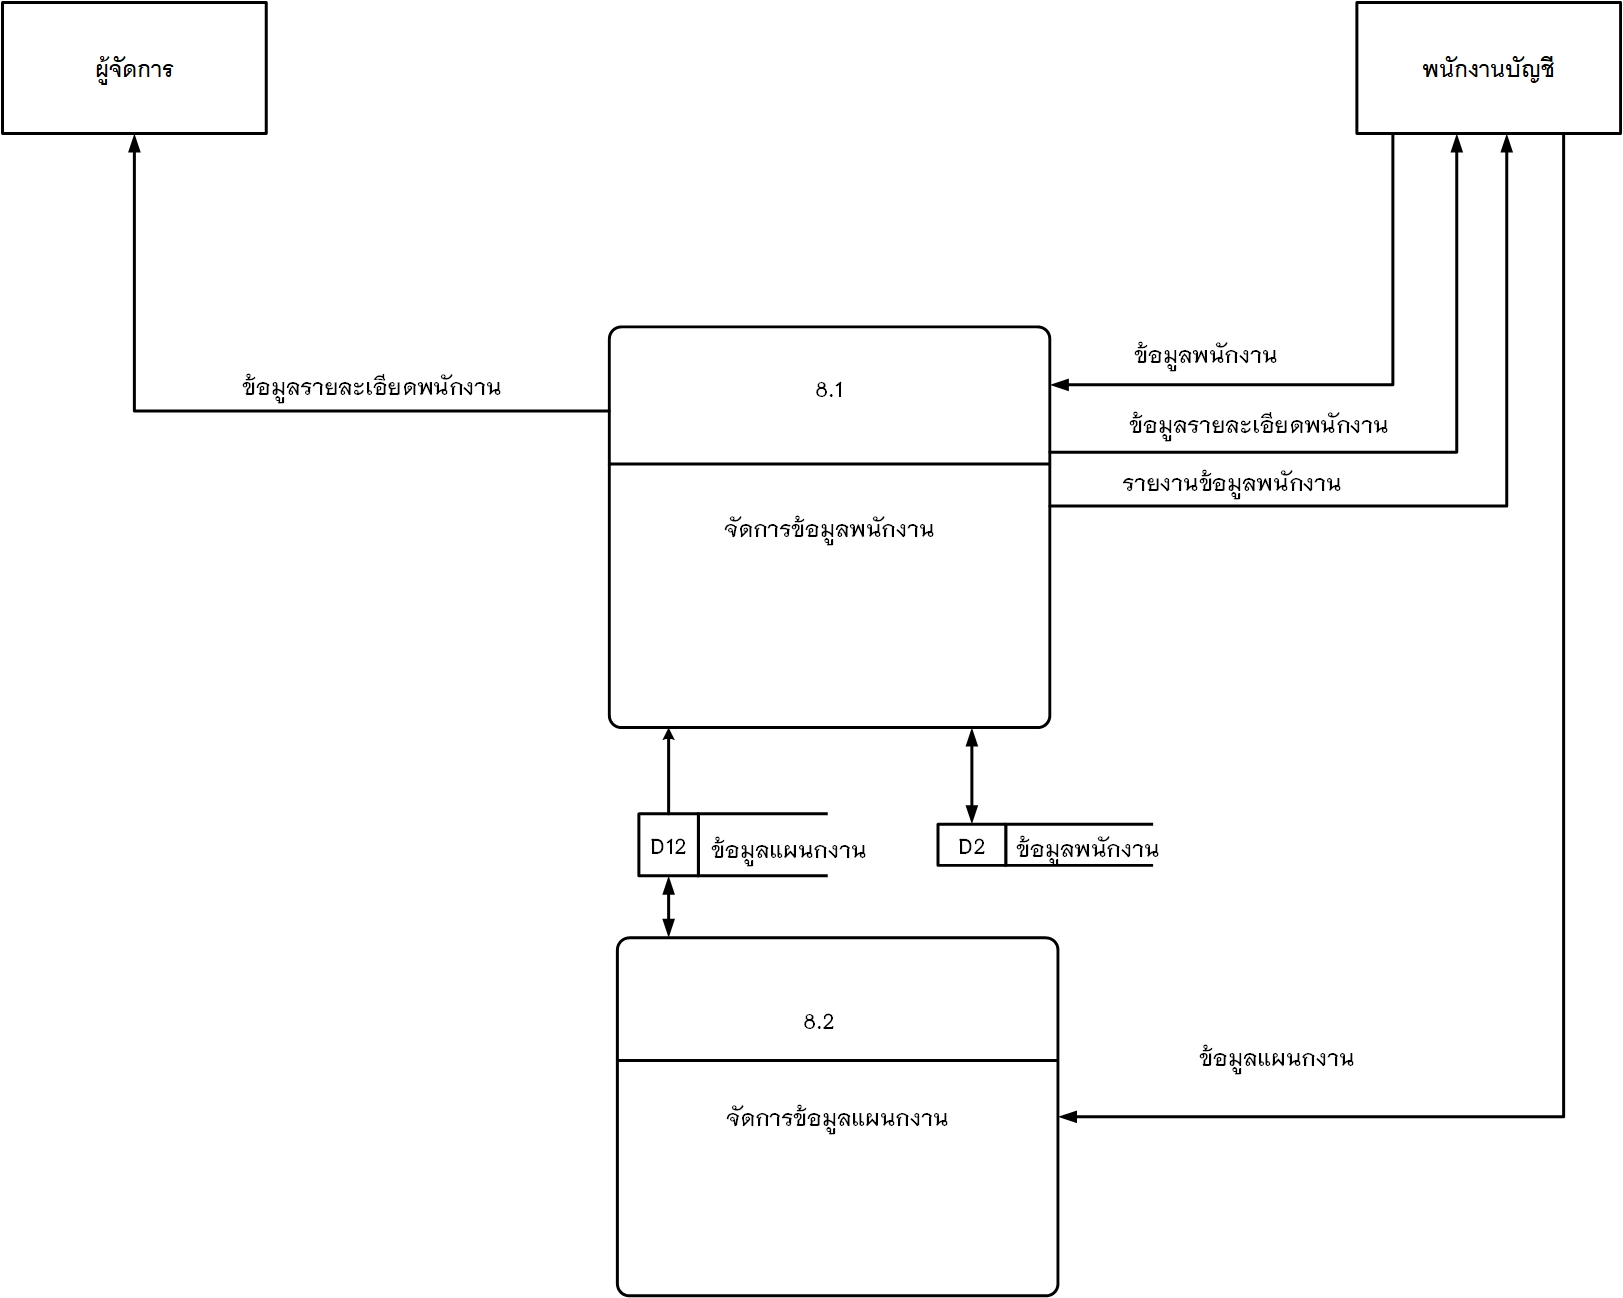 ผู้จัดการ
พนักงานบัญชี
ข้อมูลพนักงาน
ข้อมูลรายละเอียดพนักงาน
8.1
ข้อมูลรายละเอียดพนักงาน
รายงานข้อมูลพนักงาน
จัดการข้อมูลพนักงาน
D12
ข้อมูลแผนกงาน
D2
ข้อมูลพนักงาน
8.2
ข้อมูลแผนกงาน
จัดการข้อมูลแผนกงาน